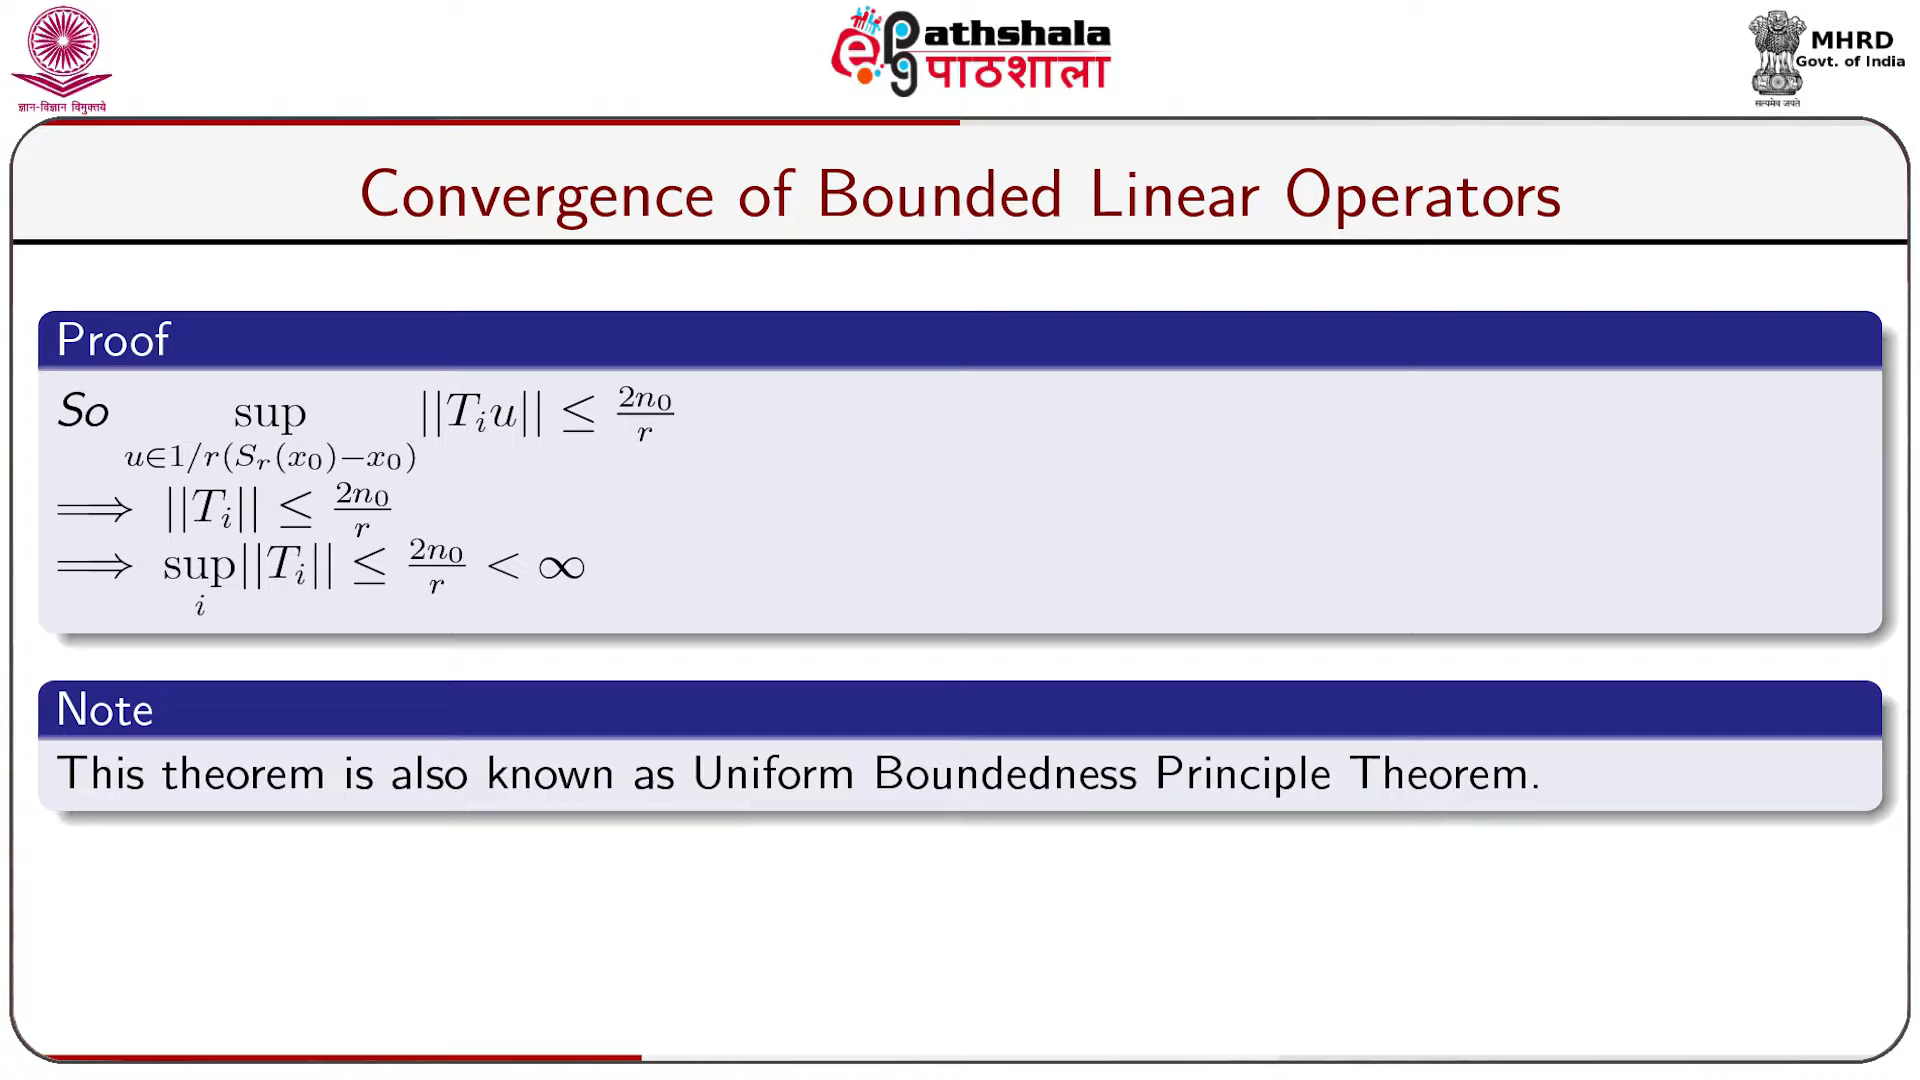 ज्ञान-विज्ञान विमुक्तये
ePG Pathshala
पाठशाला
MHRD
Govt. of India
सत्यमेव जयते
Convergence of Bounded Linear Operators
Proof
So sup_{u∈1/r(S_r(x_0)−x_0)} ||T_i u|| ≤ 2n_0/r
⟹ ||T_i|| ≤ 2n_0/r
⟹ sup_i ||T_i|| ≤ 2n_0/r < ∞
Note
This theorem is also known as Uniform Boundedness Principle Theorem.